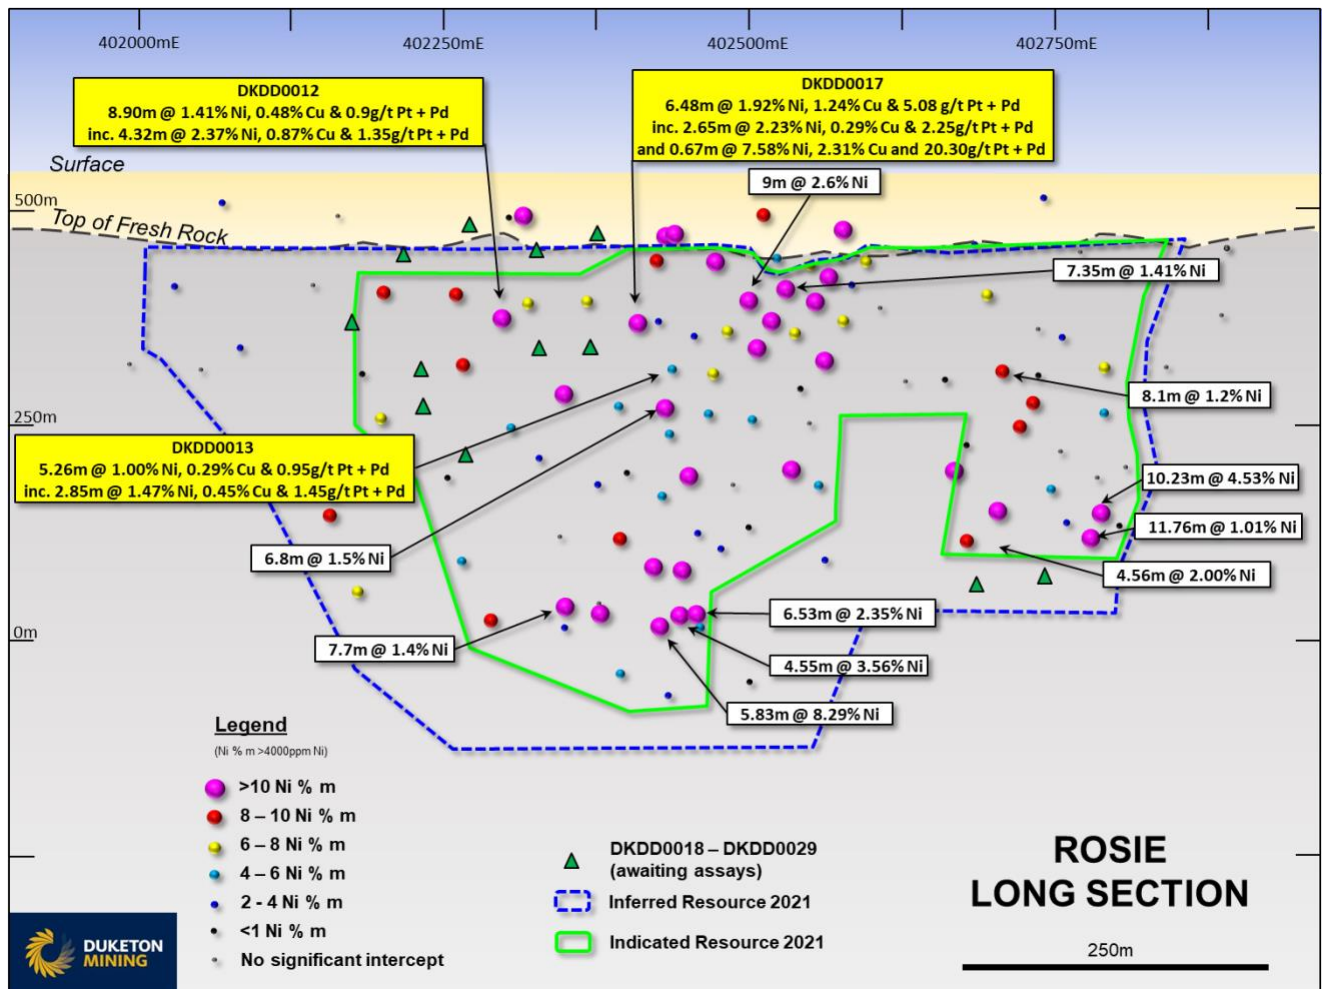 402000mE
402250mE
402500mE
402750mE
DKDD0012
8.90m @ 1.41% Ni, 0.48% Cu & 0.9g/t Pt + Pd
inc. 4.32m @ 2.37% Ni, 0.87% Cu & 1.35g/t Pt + Pd
DKDD0017
6.48m @ 1.92% Ni, 1.24% Cu & 5.08 g/t Pt + Pd
inc. 2.65m @ 2.23% Ni, 0.29% Cu & 2.25g/t Pt + Pd
and 0.67m @ 7.58% Ni, 2.31% Cu and 20.30g/t Pt + Pd
Surface
9m @ 2.6% Ni
500m
Top of Fresh Rock
7.35m @ 1.41% Ni
8.1m @ 1.2% Ni
250m
DKDD0013
5.26m @ 1.00% Ni, 0.29% Cu & 0.95g/t Pt + Pd
inc. 2.85m @ 1.47% Ni, 0.45% Cu & 1.45g/t Pt + Pd
10.23m @ 4.53% Ni
11.76m @ 1.01% Ni
6.8m @ 1.5% Ni
4.56m @ 2.00% Ni
6.53m @ 2.35% Ni
0m
7.7m @ 1.4% Ni
4.55m @ 3.56% Ni
5.83m @ 8.29% Ni
Legend
(Ni % m >4000ppm Ni)
>10 Ni % m
8 – 10 Ni % m
6 – 8 Ni % m
4 – 6 Ni % m
2 - 4 Ni % m
<1 Ni % m
No significant intercept
DKDD0018 – DKDD0029
(awaiting assays)
Inferred Resource 2021
Indicated Resource 2021
ROSIE
LONG SECTION
250m
DUKETON
MINING